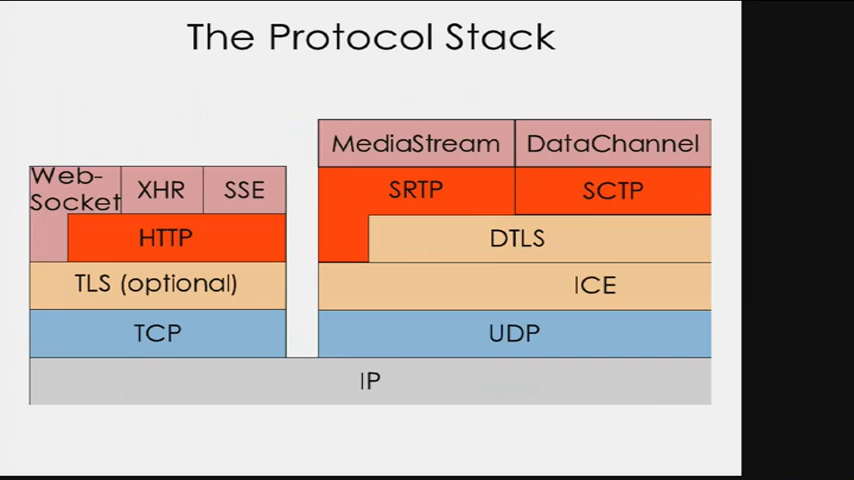 The Protocol Stack
MediaStream DataChannel
Web-
Socket XHR SSE
SRTP SCTP
HTTP DTLS
TLS (optional) ICE
TCP UDP
IP